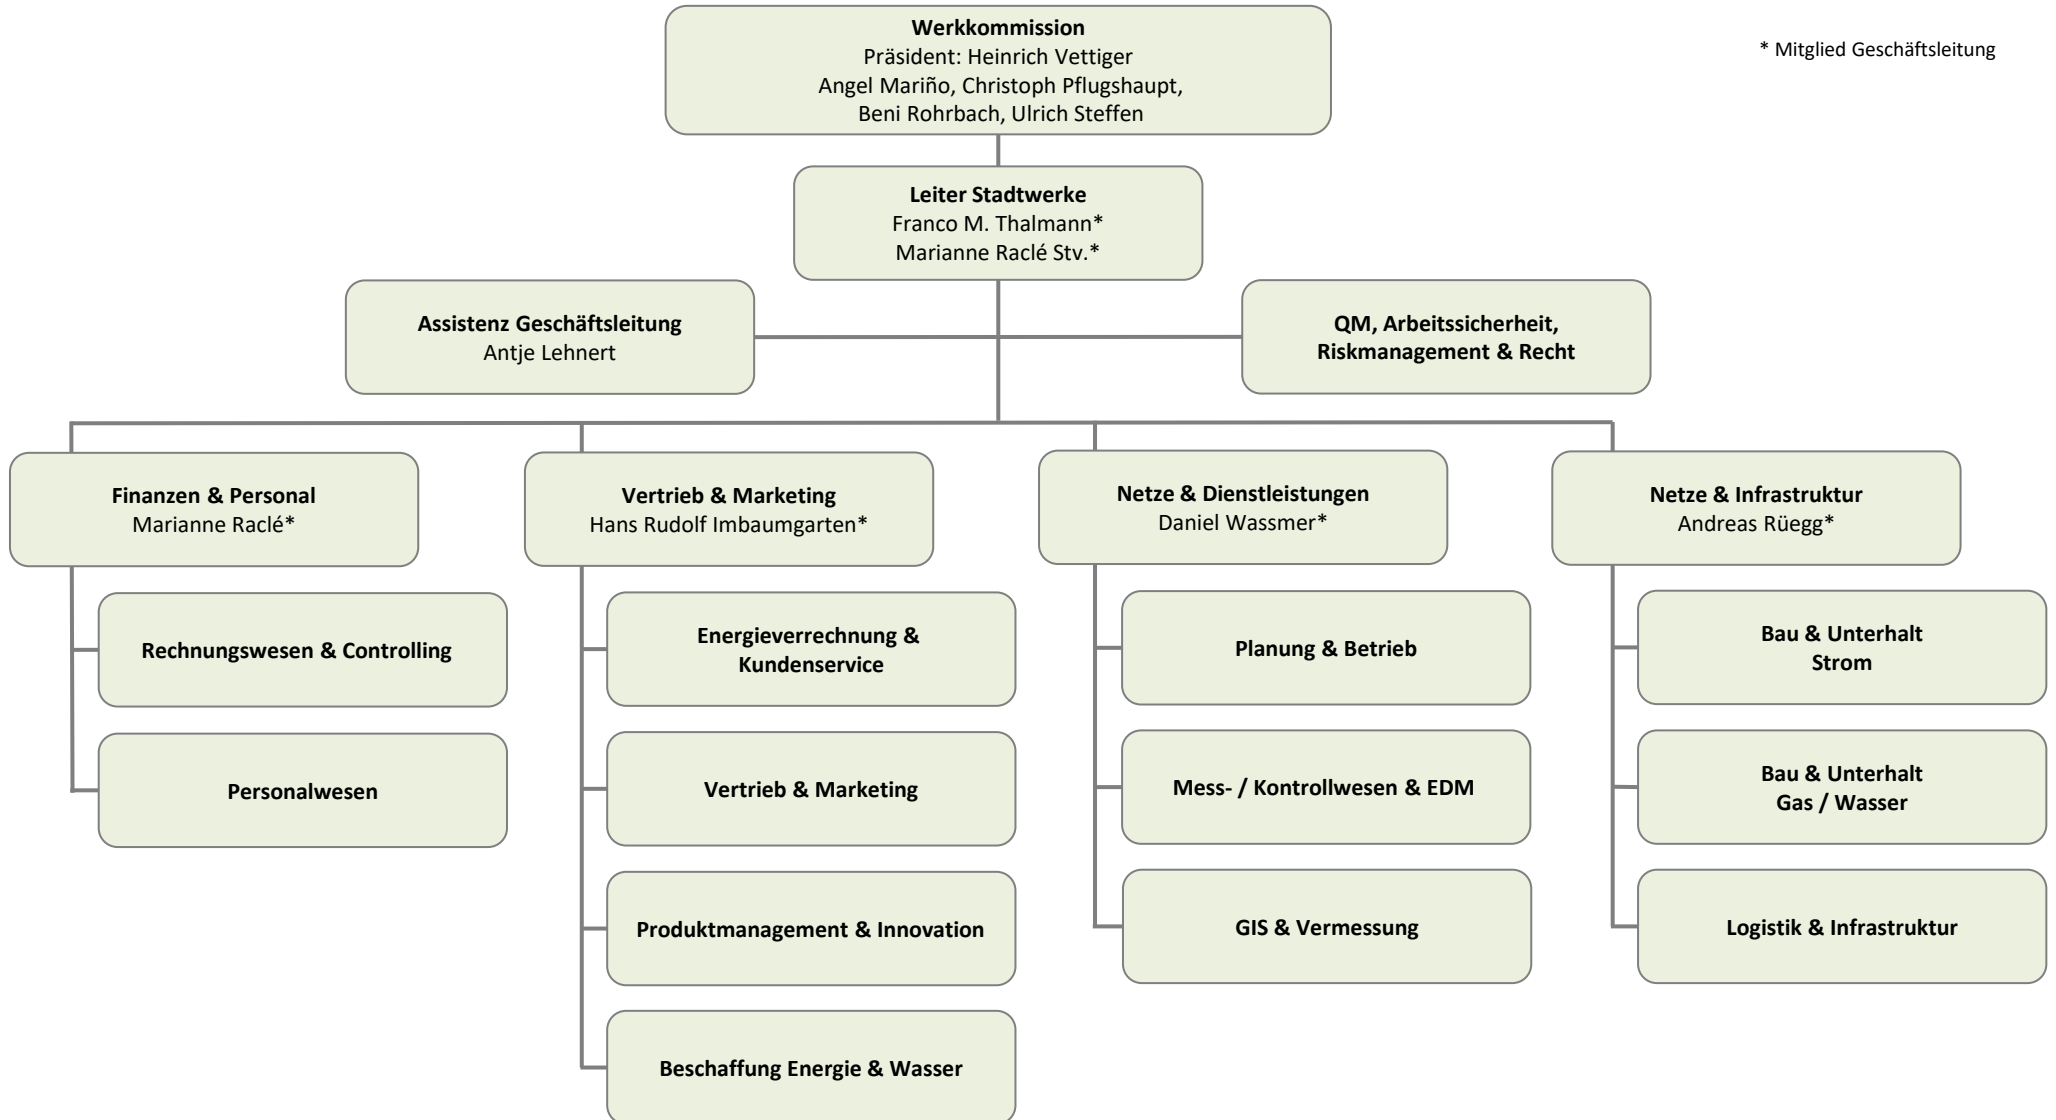 Werkkommission
Präsident: Heinrich Vettiger
Angel Mariño, Christoph Pflugshaupt,
Beni Rohrbach, Ulrich Steffen
* Mitglied Geschäftsleitung
Leiter Stadtwerke
Franco M. Thalmann*
Marianne Raclé Stv.*
Assistenz Geschäftsleitung
Antje Lehnert
QM, Arbeitssicherheit,
Riskmanagement & Recht
Finanzen & Personal
Marianne Raclé*
Rechnungswesen & Controlling
Personalwesen
Vertrieb & Marketing
Hans Rudolf Imbaumgarten*
Energieverrechnung &
Kundenservice
Vertrieb & Marketing
Produktmanagement & Innovation
Beschaffung Energie & Wasser
Netze & Dienstleistungen
Daniel Wassmer*
Planung & Betrieb
Mess- / Kontrollwesen & EDM
GIS & Vermessung
Netze & Infrastruktur
Andreas Rüegg*
Bau & Unterhalt
Strom
Bau & Unterhalt
Gas / Wasser
Logistik & Infrastruktur